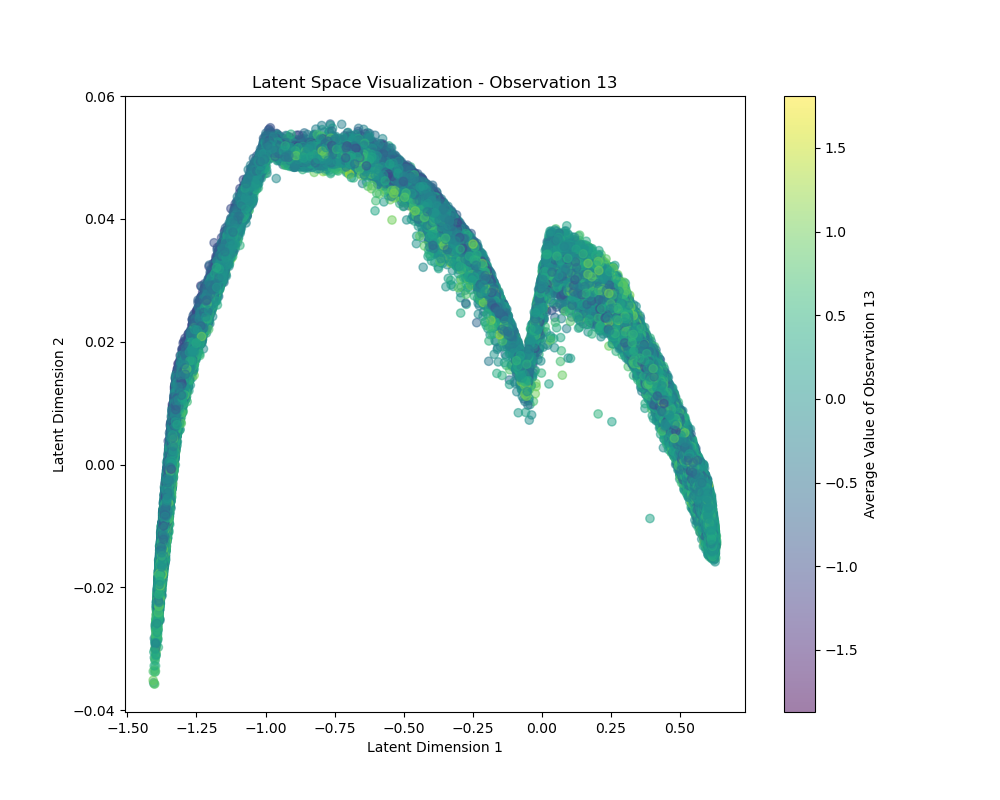 Latent Space Visualization - Observation 13
0.06
0.04
0.02
0.00
−0.02
−0.04
Latent Dimension 2
−1.50 −1.25 −1.00 −0.75 −0.50 −0.25 0.00 0.25 0.50
Latent Dimension 1
1.5
1.0
0.5
0.0
−0.5
−1.0
−1.5
Average Value of Observation 13